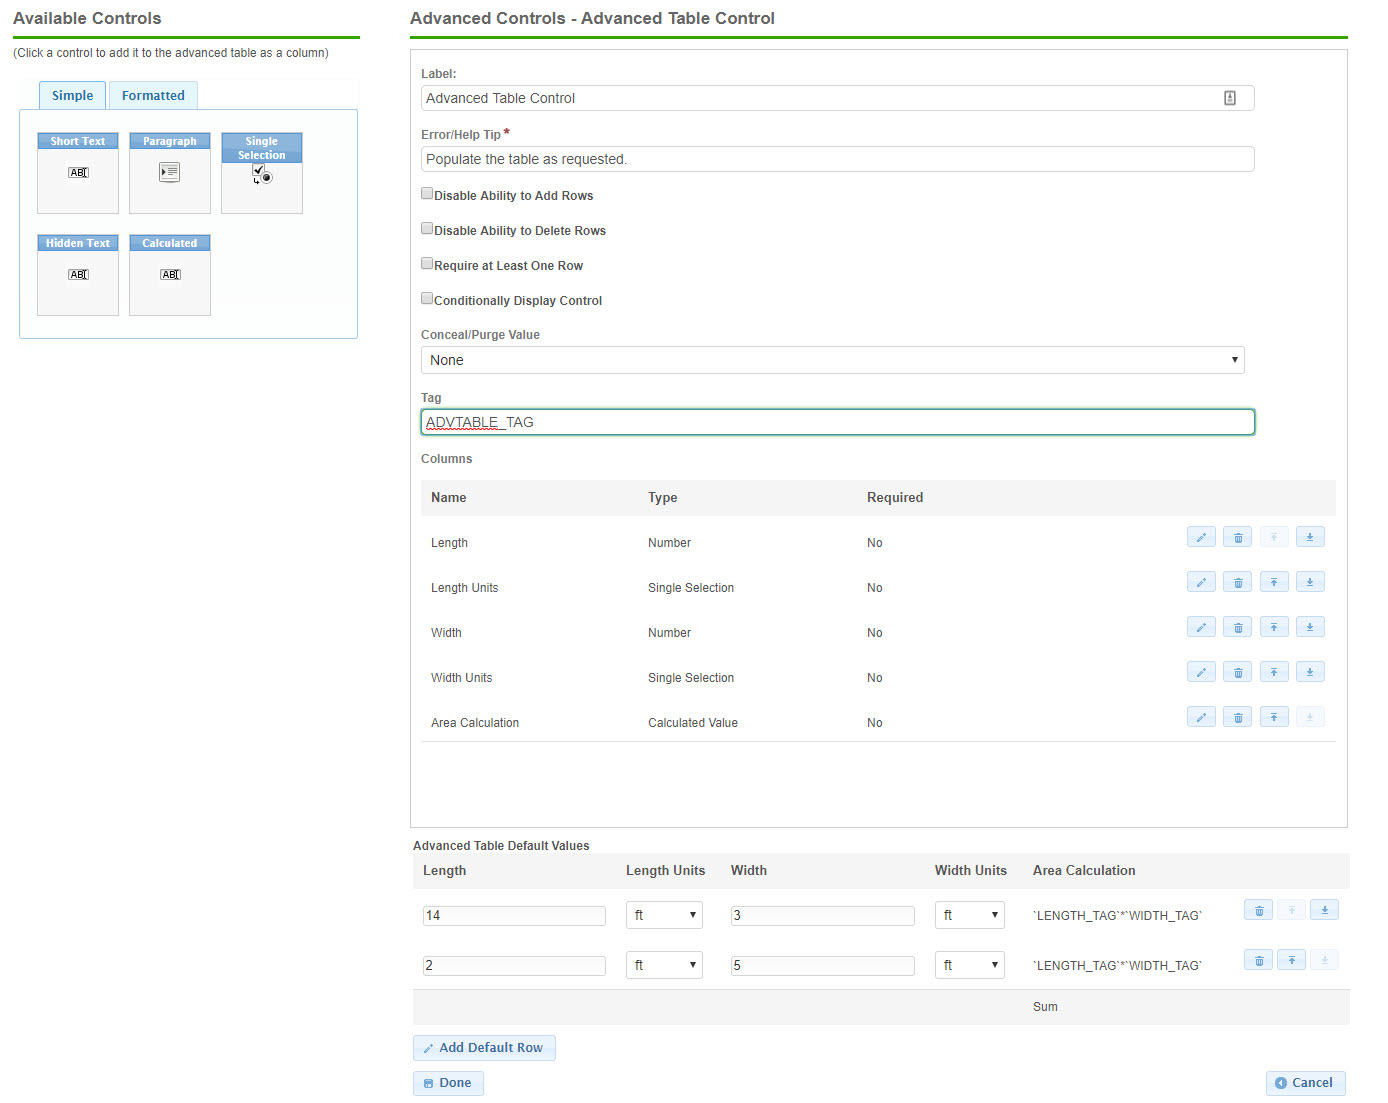 Available Controls
(Click a control to add it to the advanced table as a column)
Simple Formatted
Short Text Paragraph Single Selection
ABI ABI ABI
Hidden Text Calculated
Advanced Controls - Advanced Table Control
Label:
Advanced Table Control
Error/Help Tip *
Populate the table as requested.
Disable Ability to Add Rows
Disable Ability to Delete Rows
Require at Least One Row
Conditionally Display Control
Conceal/Purge Value
None
Tag
ADVTABLE_TAG
Columns
Name Type Required
Length Number No
Length Units Single Selection No
Width Number No
Width Units Single Selection No
Area Calculation Calculated Value No
Advanced Table Default Values
Length Length Units Width Width Units Area Calculation
14 ft 3 ft `LENGTH_TAG`*`WIDTH_TAG`
2 ft 5 ft `LENGTH_TAG`*`WIDTH_TAG`
Sum
Add Default Row
Done Cancel